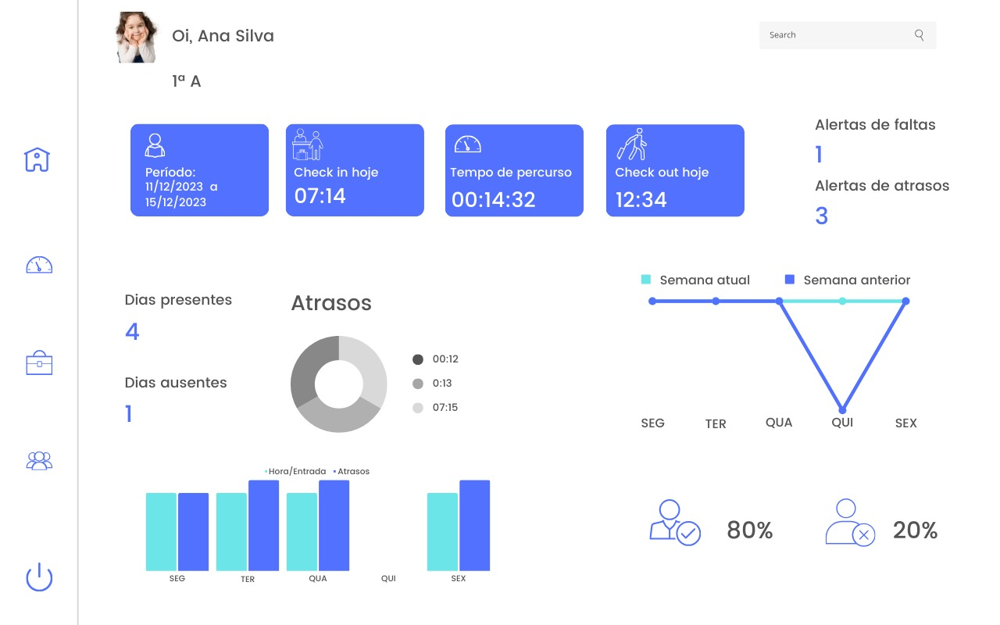 Oi, Ana Silva
Search
1ª A
Período:
11/12/2023 a
15/12/2023
Check in hoje
07:14
Tempo de percurso
00:14:32
Check out hoje
12:34
Alertas de faltas
1
Alertas de atrasos
3
Dias presentes
4
Dias ausentes
1
Atrasos
00:12
0:13
07:15
Semana atual
Semana anterior
SEG
TER
QUA
QUI
SEX
Hora/Entrada
Atrasos
SEG
TER
QUA
QUI
SEX
80%
20%